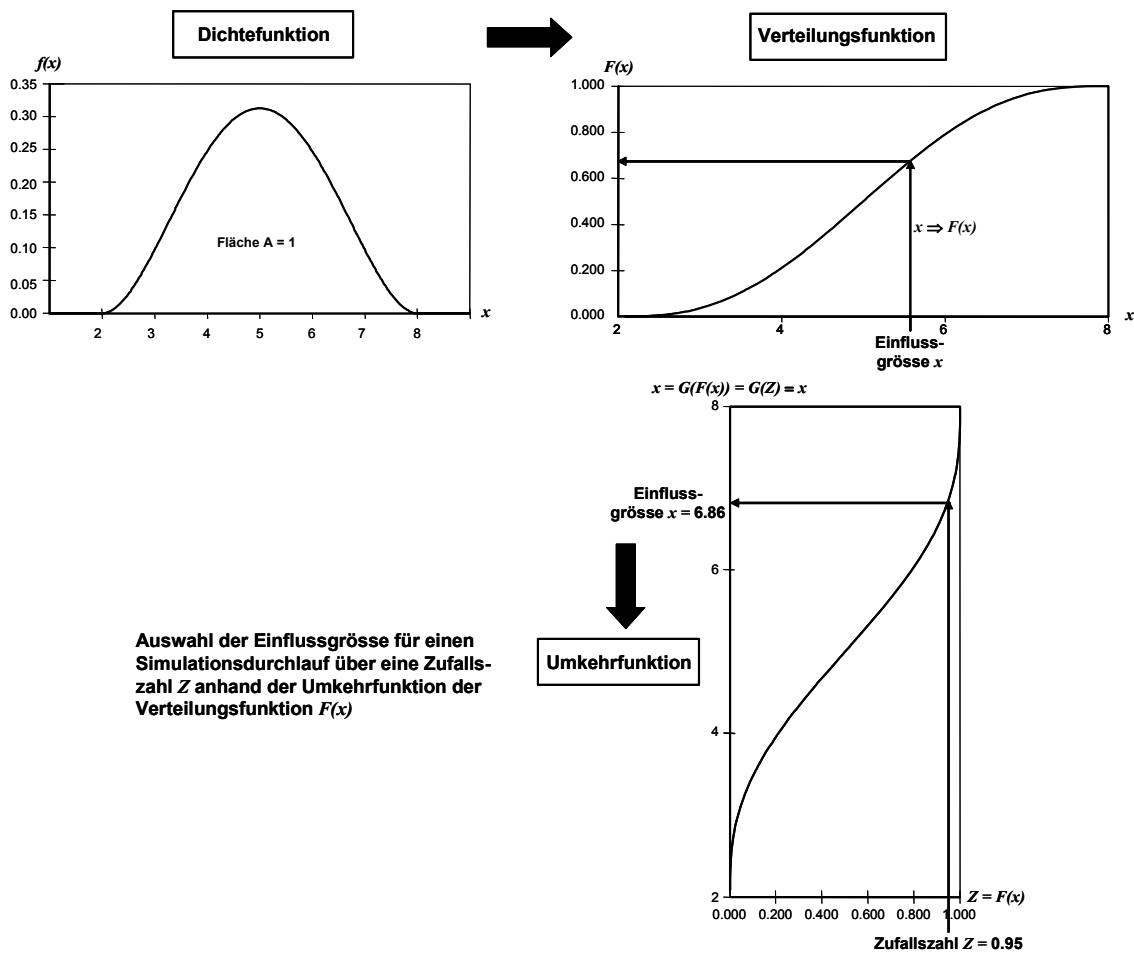 Dichtefunktion
Verteilungsfunktion
f(x)
0.35
0.30
0.25
0.20
0.15
0.10
0.05
0.00
Fläche A = 1
2 3 4 5 6 7 8
x
F(x)
1.000
0.800
0.600
0.400
0.200
0.000
x ⇒ F(x)
2 4 6 8
x
Einfluss-
grösse x
x = G(F(x)) = G(Z) = x
8
6
4
2
Einfluss-
grösse x = 6.86
Umkehrfunktion
Auswahl der Einflussgrösse für einen
Simulationsdurchlauf über eine Zufalls-
zahl Z anhand der Umkehrfunktion der
Verteilungsfunktion F(x)
Z = F(x)
0.000 0.200 0.400 0.600 0.800 1.000
Zufallszahl Z = 0.95